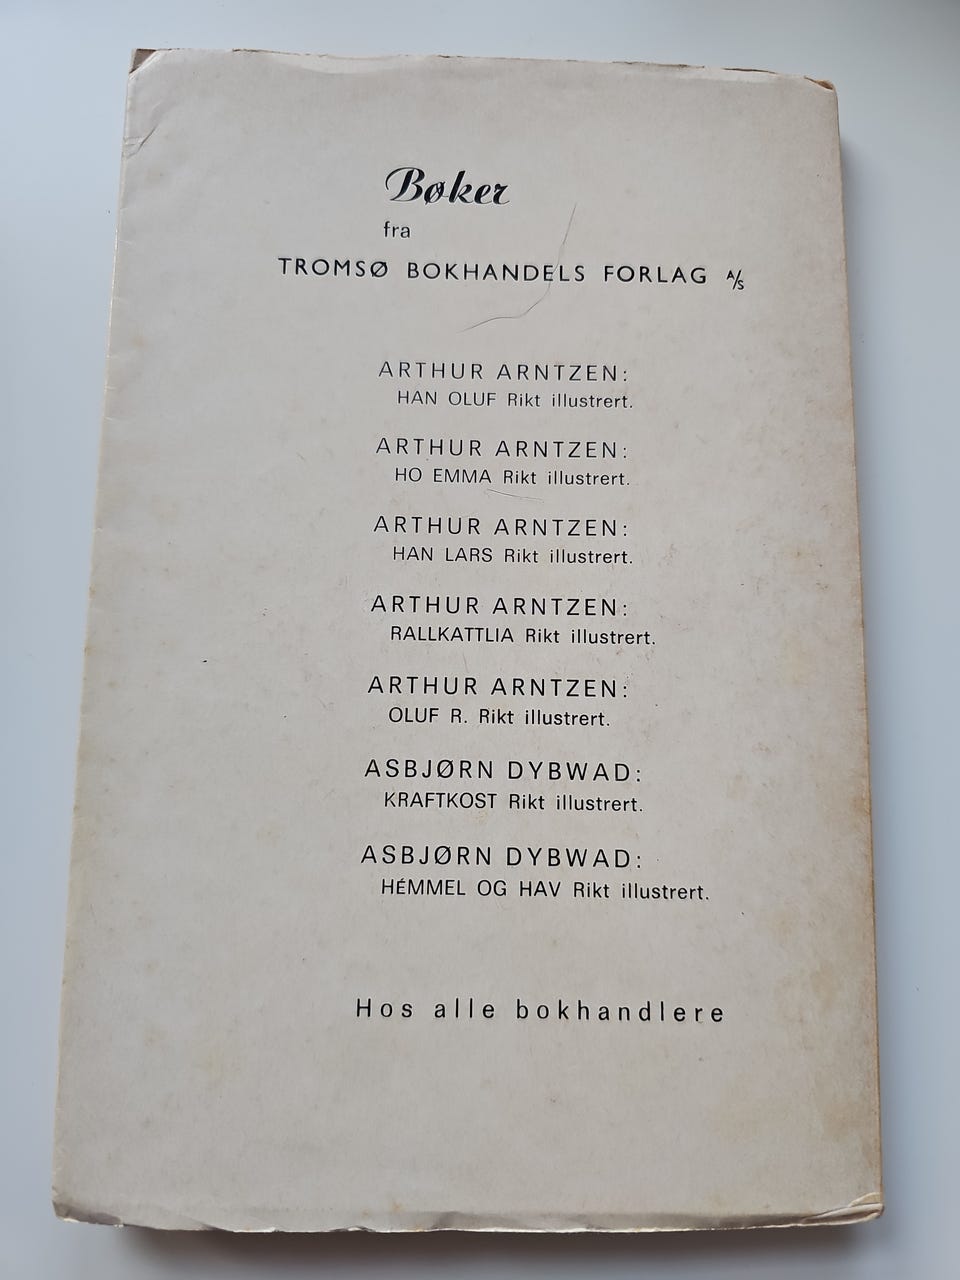 Bøker
fra
TROMSØ BOKHANDELS FORLAG A/S
ARTHUR ARNTZEN:
HAN OLUF Rikt illustrert.
ARTHUR ARNTZEN:
HO EMMA Rikt illustrert.
ARTHUR ARNTZEN:
HAN LARS Rikt illustrert.
ARTHUR ARNTZEN:
RALLKATTLIA Rikt illustrert.
ARTHUR ARNTZEN:
OLUF R. Rikt illustrert.
ASBJØRN DYBWAD:
KRAFTKOST Rikt illustrert.
ASBJØRN DYBWAD:
HÉMMEL OG HAV Rikt illustrert.
Hos alle bokhandlere